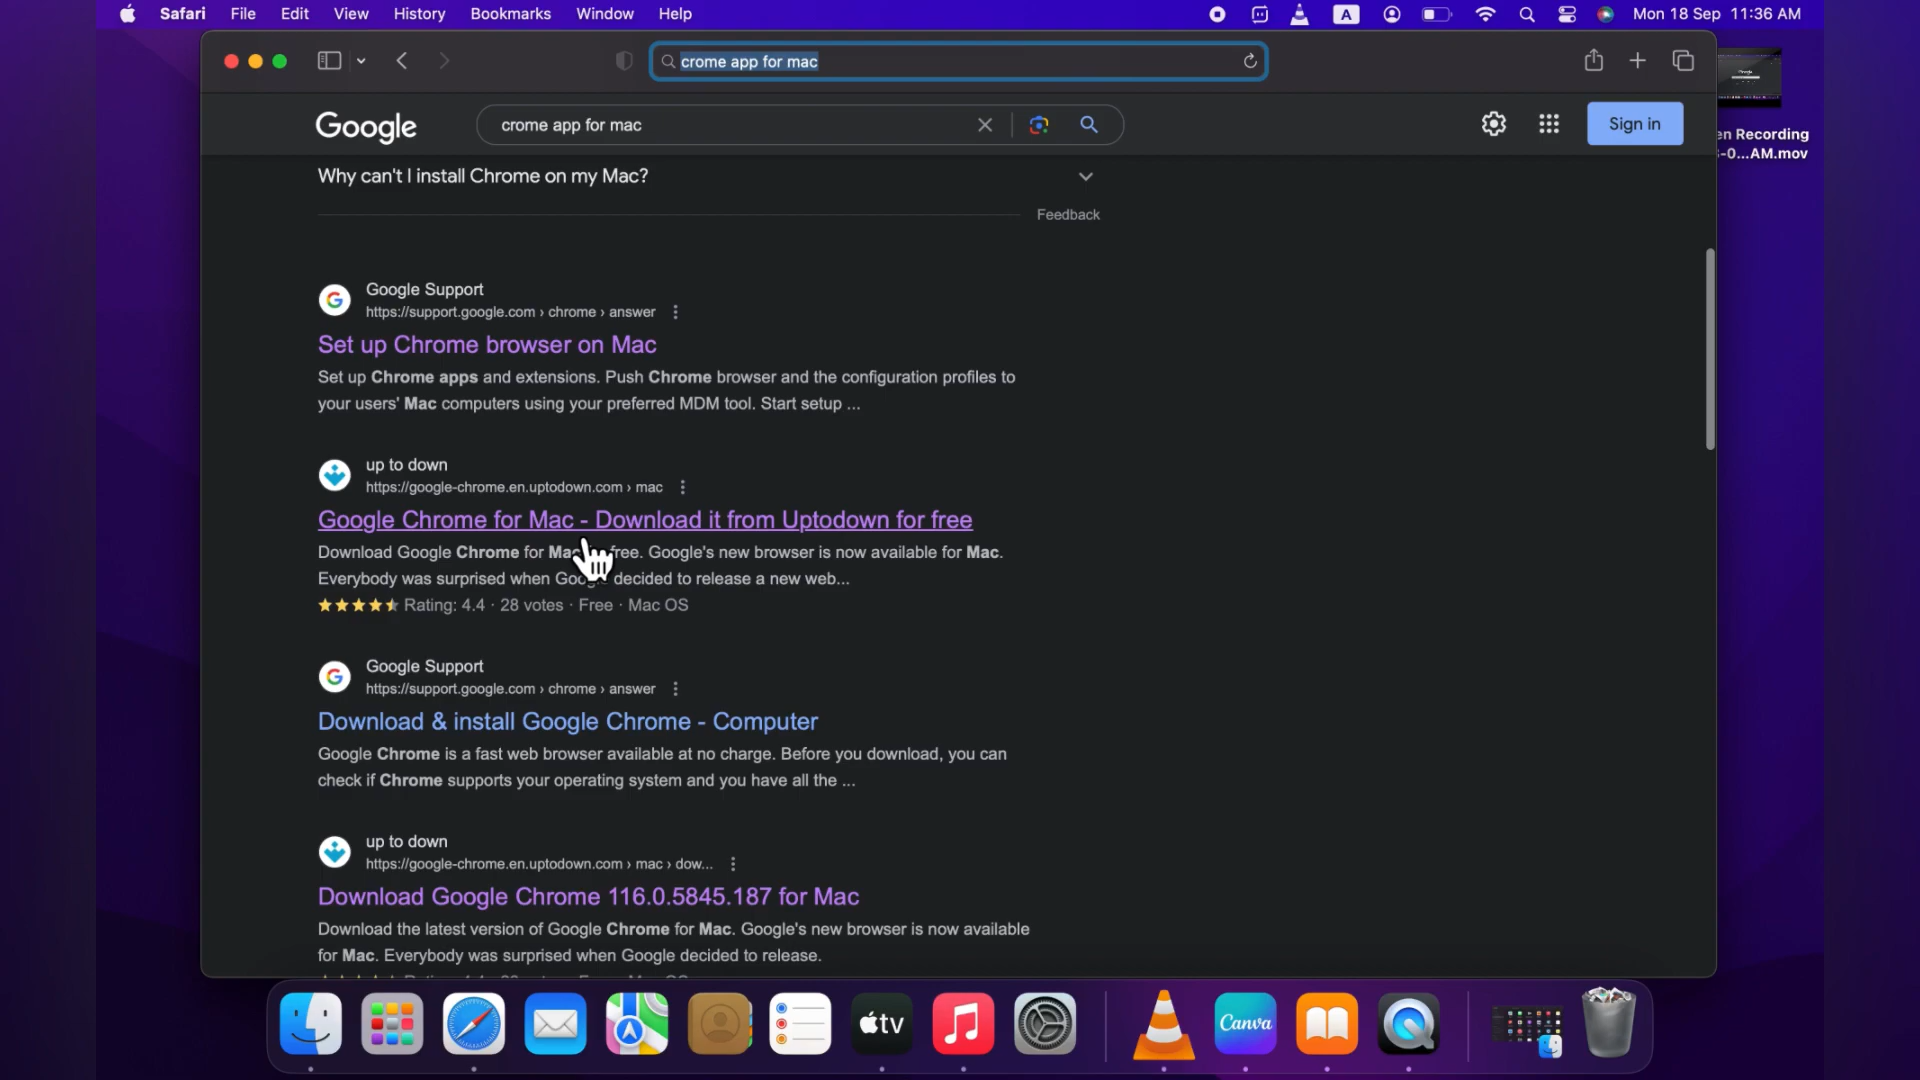 Safari File Edit View History Bookmarks Window Help
A Mon 18 Sep 11:36 AM
crome app for mac
Google
crome app for mac
Sign in
en Recording
-0...AM.mov
Why can't I install Chrome on my Mac?
Feedback
Google Support
https://support.google.com › chrome › answer
Set up Chrome browser on Mac
Set up Chrome apps and extensions. Push Chrome browser and the configuration profiles to
your users' Mac computers using your preferred MDM tool. Start setup ...
up to down
https://google-chrome.en.uptodown.com › mac
Google Chrome for Mac - Download it from Uptodown for free
Download Google Chrome for Mac free. Google's new browser is now available for Mac.
Everybody was surprised when Google decided to release a new web...
Rating: 4.4 · 28 votes · Free · Mac OS
Google Support
https://support.google.com › chrome › answer
Download & install Google Chrome - Computer
Google Chrome is a fast web browser available at no charge. Before you download, you can
check if Chrome supports your operating system and you have all the ...
up to down
https://google-chrome.en.uptodown.com › mac › dow...
Download Google Chrome 116.0.5845.187 for Mac
Download the latest version of Google Chrome for Mac. Google's new browser is now available
for Mac. Everybody was surprised when Google decided to release.
tv
Canva